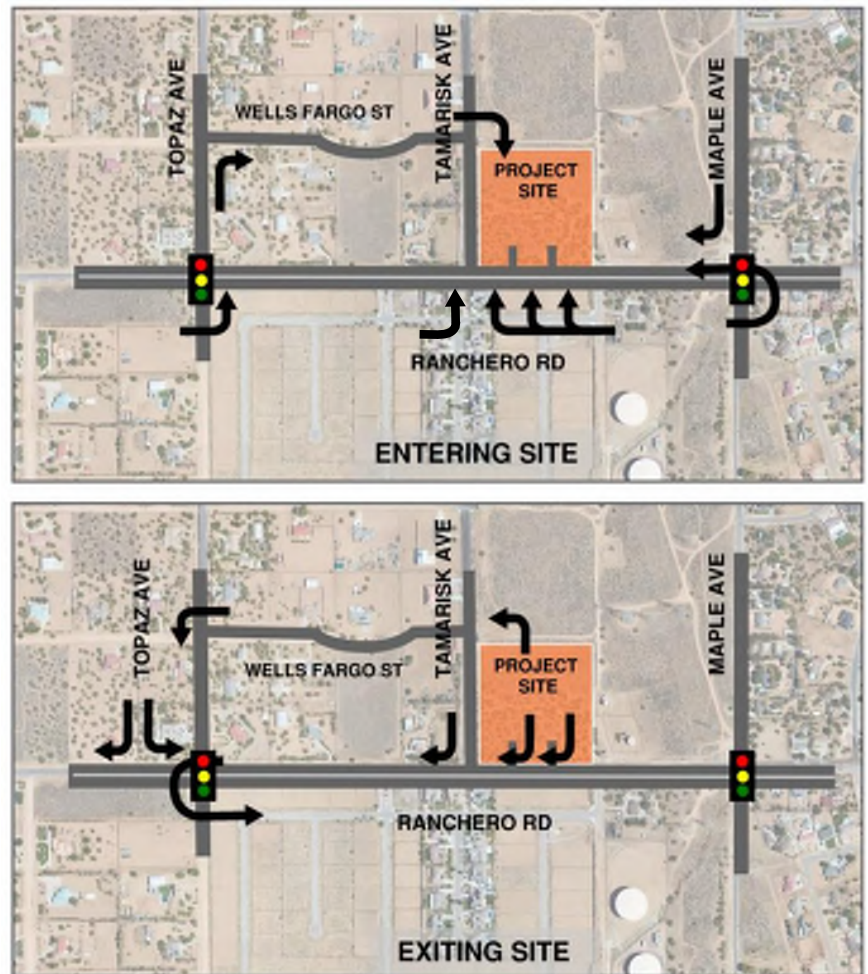 TOPAZ AVE
WELLS FARGO ST
TAMARISK AVE
MAPLE AVE
PROJECT
SITE
RANCHERO RD
ENTERING SITE
TOPAZ AVE
WELLS FARGO ST
TAMARISK AVE
MAPLE AVE
PROJECT
SITE
RANCHERO RD
EXITING SITE